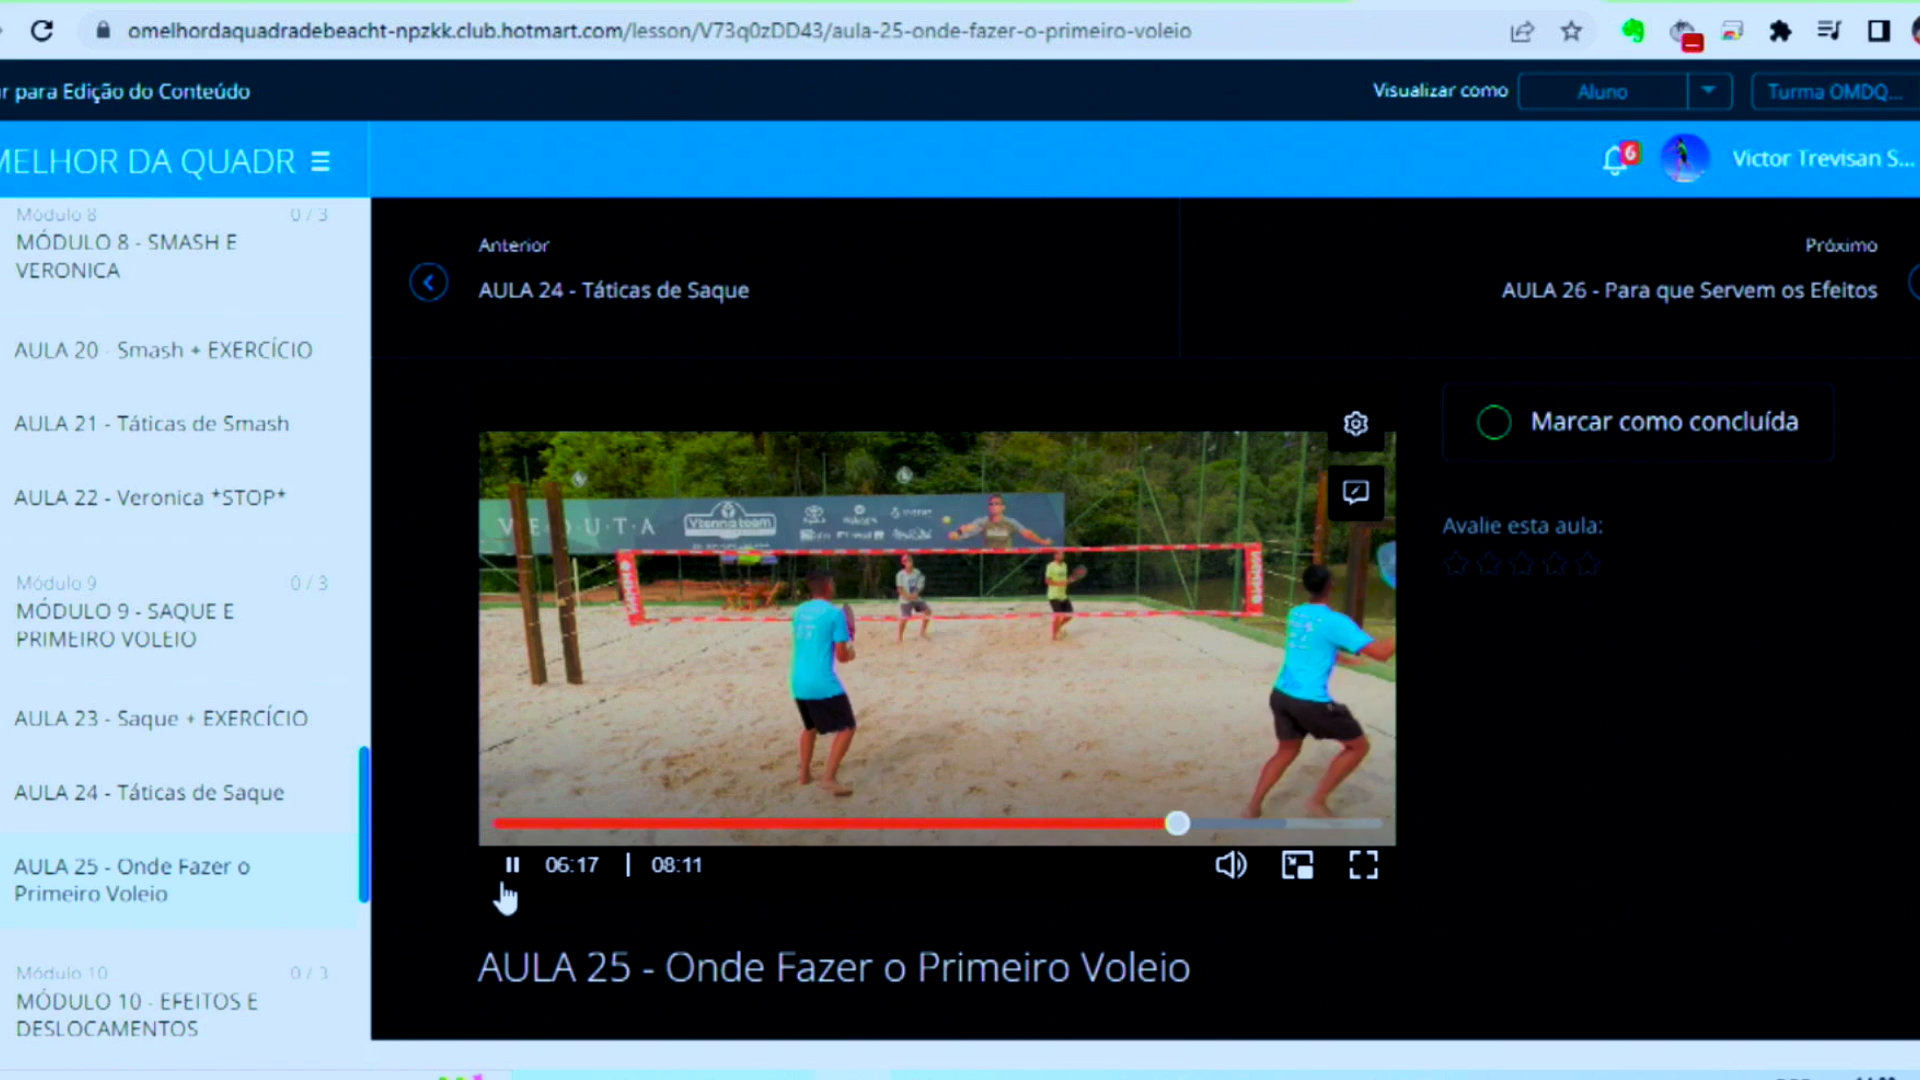 omelhordaquadradebeacht-npzkk.club.hotmart.com/lesson/V73q0zDD43/aula-25-onde-fazer-o-primeiro-voleio
r para Edição do Conteúdo
Visualizar como
Aluno
Turma OMDQ...
MELHOR DA QUADR
6
Victor Trevisan S...
Módulo 8
0 / 3
MÓDULO 8 - SMASH E
VERONICA
AULA 20 - Smash + EXERCÍCIO
AULA 21 - Táticas de Smash
AULA 22 - Veronica *STOP*
Módulo 9
0 / 3
MÓDULO 9 - SAQUE E
PRIMEIRO VOLEIO
AULA 23 - Saque + EXERCÍCIO
AULA 24 - Táticas de Saque
AULA 25 - Onde Fazer o
Primeiro Voleio
Módulo 10
0 / 3
MÓDULO 10 - EFEITOS E
DESLOCAMENTOS
Anterior
AULA 24 - Táticas de Saque
Próximo
AULA 26 - Para que Servem os Efeitos
Marcar como concluída
Avalie esta aula:
VEDUTA
06:17 | 08:11
AULA 25 - Onde Fazer o Primeiro Voleio